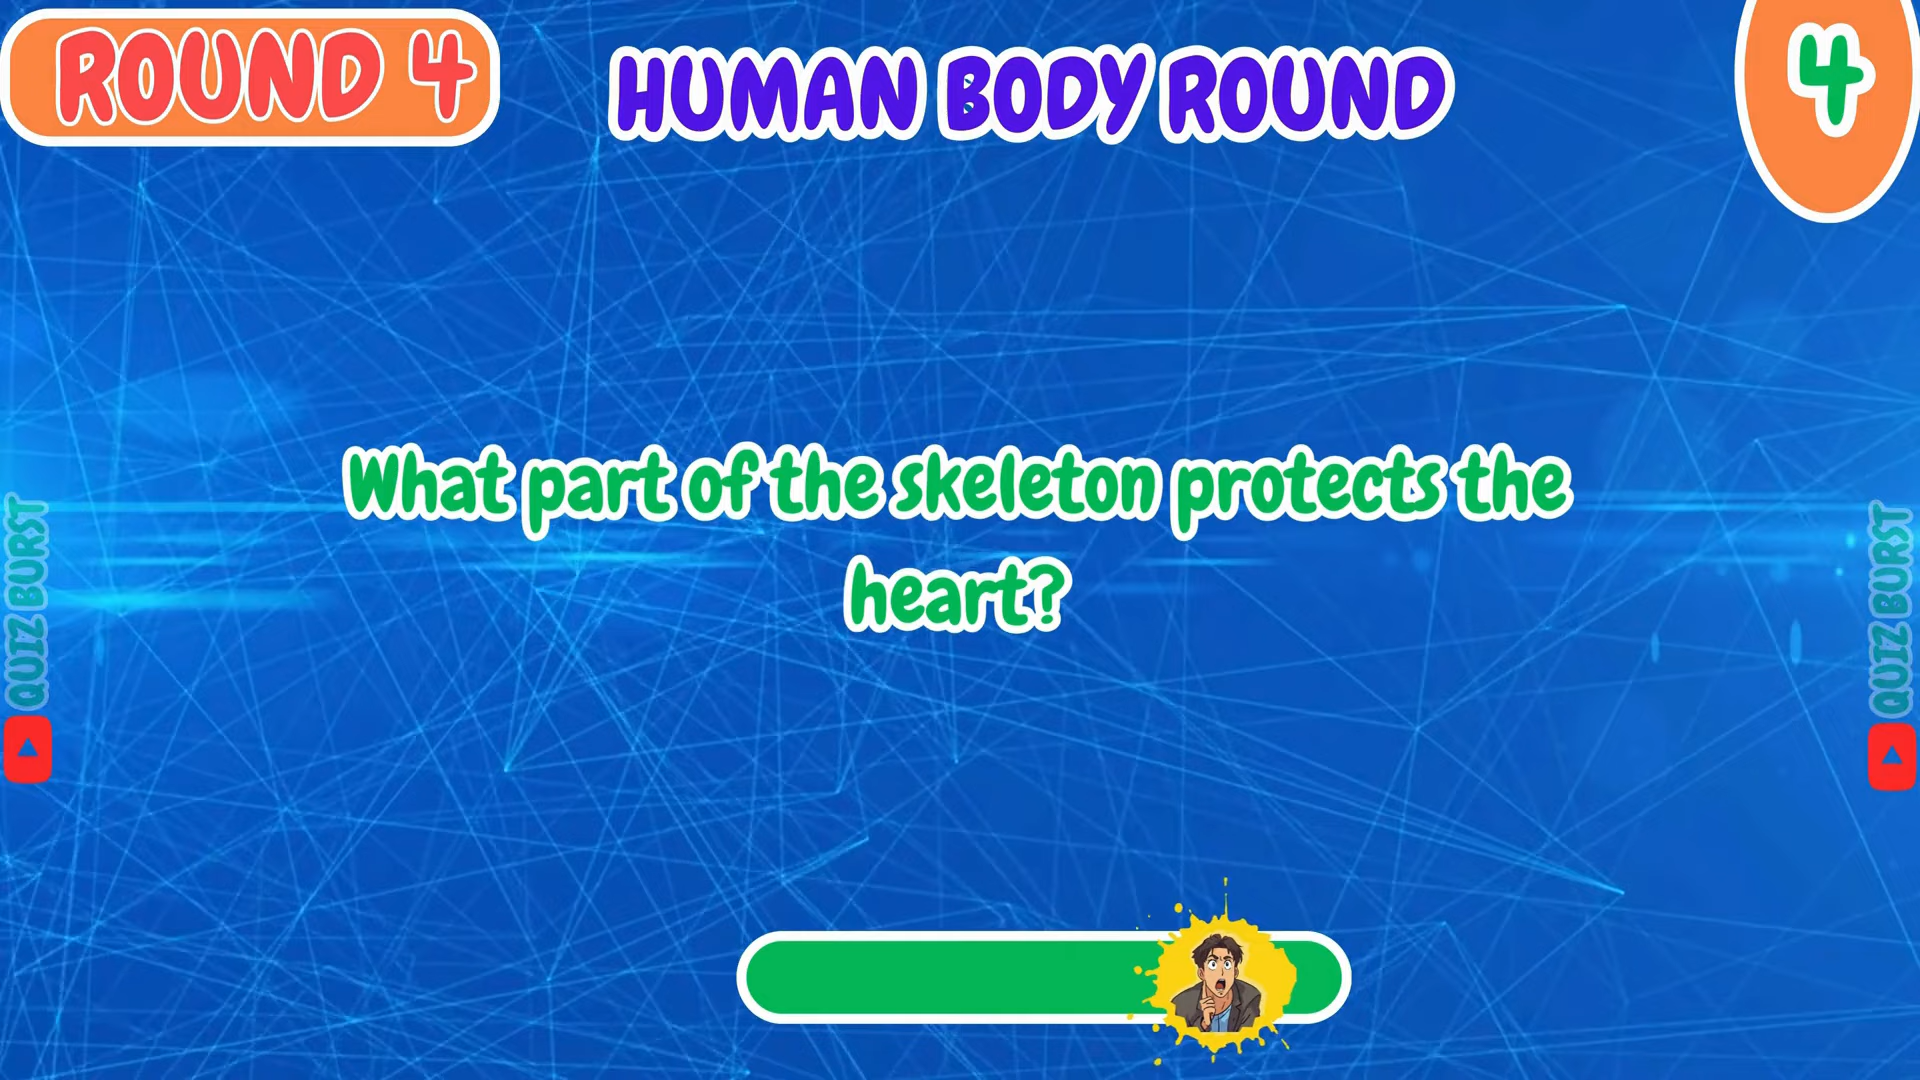 ROUND 4
HUMAN BODY ROUND
4
What part of the skeleton protects the
heart?
QUIZ BURST
QUIZ BURST